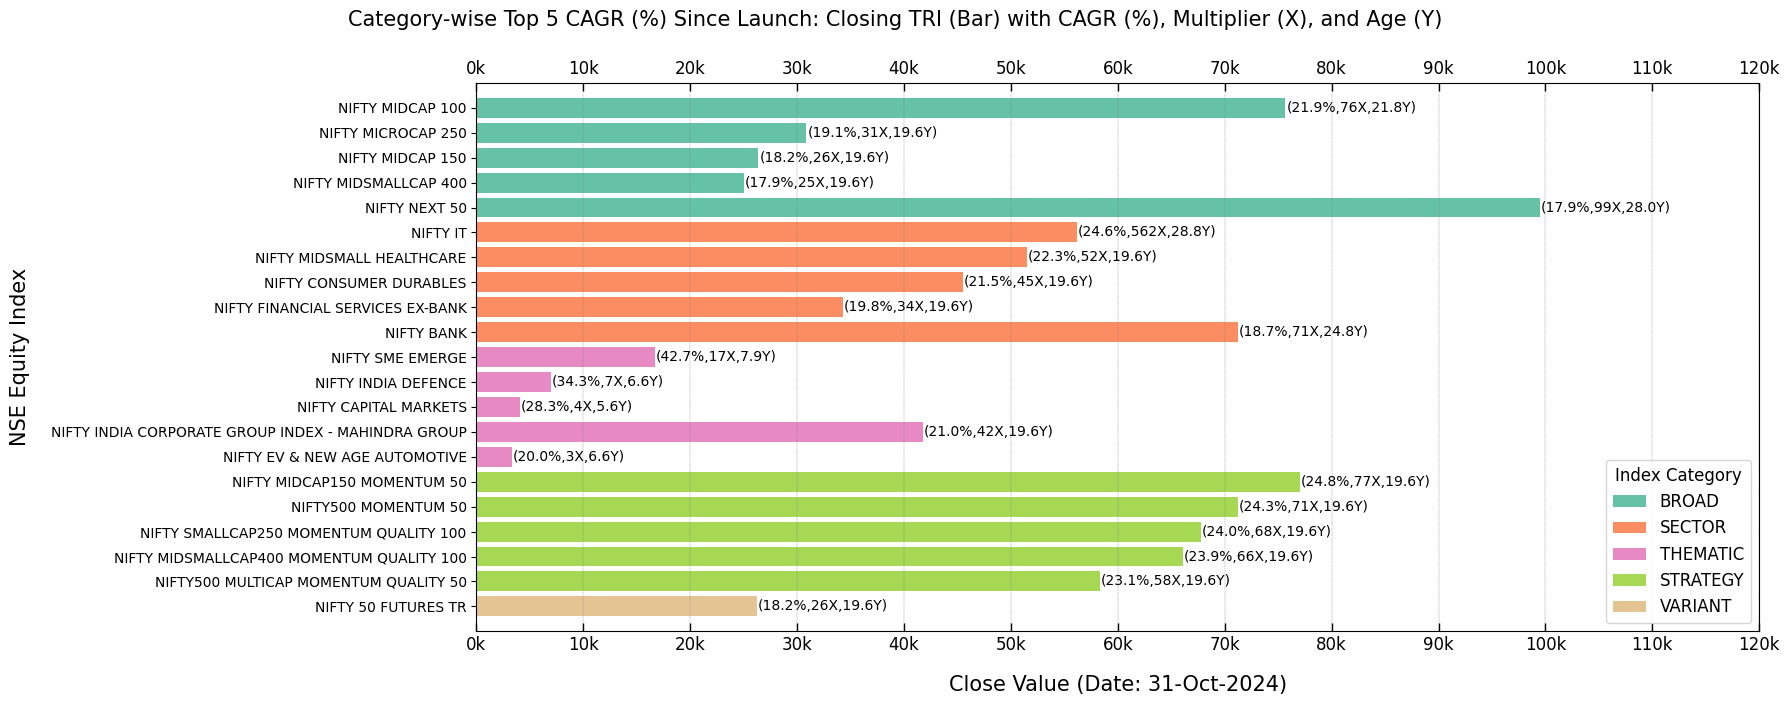 Category-wise Top 5 CAGR (%) Since Launch: Closing TRI (Bar) with CAGR (%), Multiplier (X), and Age (Y)
0k 10k 20k 30k 40k 50k 60k 70k 80k 90k 100k 110k 120k
NIFTY MIDCAP 100 (21.9%,76X,21.8Y)
NIFTY MICROCAP 250 (19.1%,31X,19.6Y)
NIFTY MIDCAP 150 (18.2%,26X,19.6Y)
NIFTY MIDSMALLCAP 400 (17.9%,25X,19.6Y)
NIFTY NEXT 50 (17.9%,99X,28.0Y)
NIFTY IT (24.6%,562X,28.8Y)
NIFTY MIDSMALL HEALTHCARE (22.3%,52X,19.6Y)
NIFTY CONSUMER DURABLES (21.5%,45X,19.6Y)
NIFTY FINANCIAL SERVICES EX-BANK (19.8%,34X,19.6Y)
NIFTY BANK (18.7%,71X,24.8Y)
NIFTY SME EMERGE (42.7%,17X,7.9Y)
NIFTY INDIA DEFENCE (34.3%,7X,6.6Y)
NIFTY CAPITAL MARKETS (28.3%,4X,5.6Y)
NIFTY INDIA CORPORATE GROUP INDEX - MAHINDRA GROUP (21.0%,42X,19.6Y)
NIFTY EV & NEW AGE AUTOMOTIVE (20.0%,3X,6.6Y)
NIFTY MIDCAP150 MOMENTUM 50 (24.8%,77X,19.6Y)
NIFTY500 MOMENTUM 50 (24.3%,71X,19.6Y)
NIFTY SMALLCAP250 MOMENTUM QUALITY 100 (24.0%,68X,19.6Y)
NIFTY MIDSMALLCAP400 MOMENTUM QUALITY 100 (23.9%,66X,19.6Y)
NIFTY500 MULTICAP MOMENTUM QUALITY 50 (23.1%,58X,19.6Y)
NIFTY 50 FUTURES TR (18.2%,26X,19.6Y)
0k 10k 20k 30k 40k 50k 60k 70k 80k 90k 100k 110k 120k
Close Value (Date: 31-Oct-2024)
NSE Equity Index
Index Category
BROAD
SECTOR
THEMATIC
STRATEGY
VARIANT